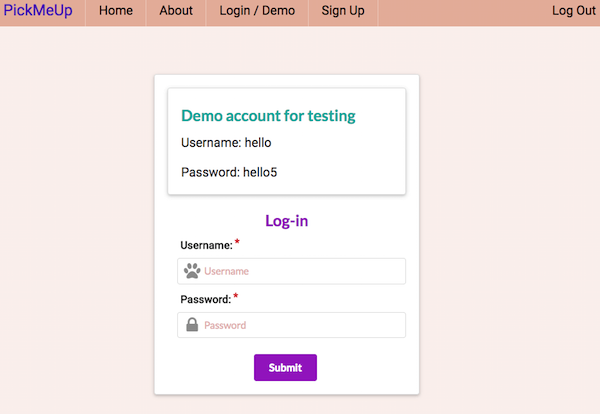 PickMeUp Home About Login / Demo Sign Up Log Out
Demo account for testing
Username: hello
Password: hello5
Log-in
Username: *
Username
Password: *
Password
Submit